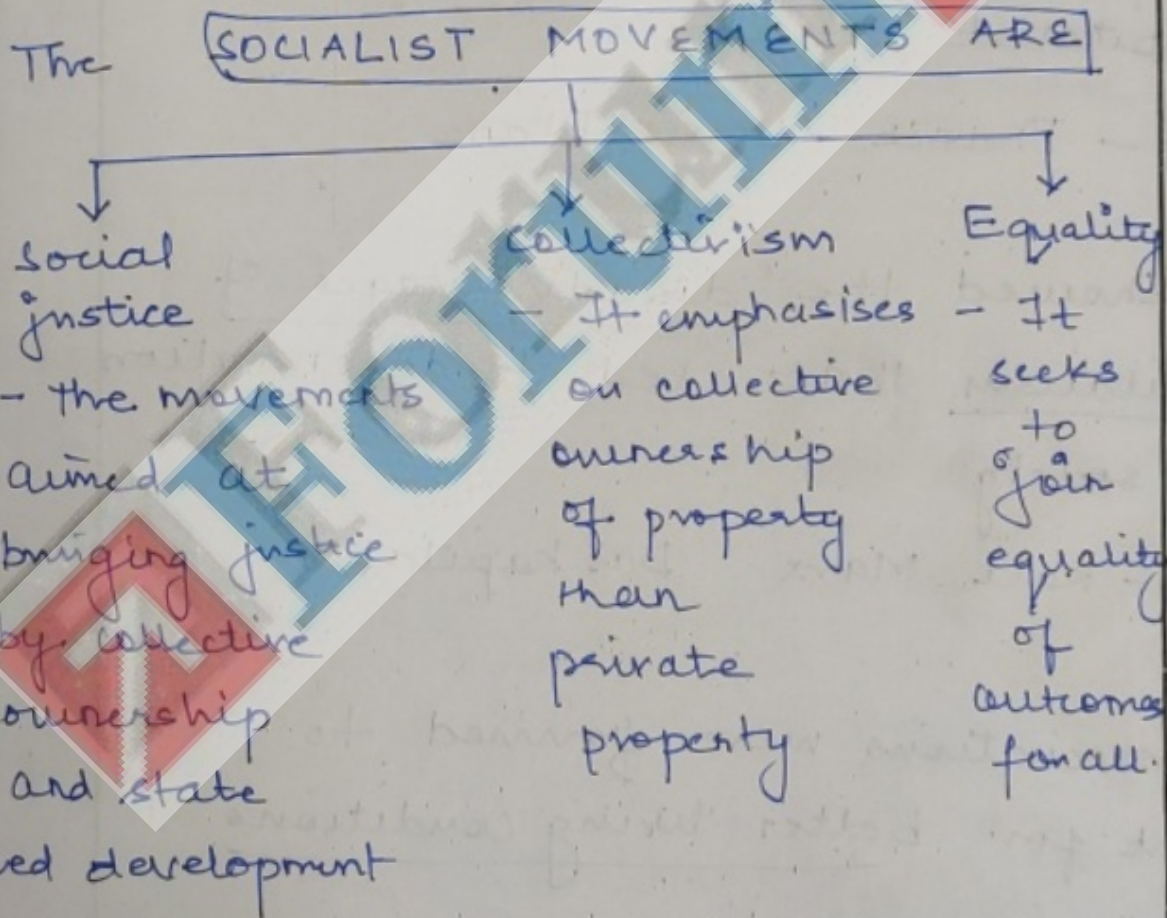 The SOCIALIST MOVEMENTS ARE
social
justice
- the movements
aimed at
bringing justice
by collective
ownership
and state
ed development
collectivism
- It emphasises
on collective
ownership
of property
than
private
property
Equality
- It
seeks
to
join
equality
of
outcomes
for all.
Forum